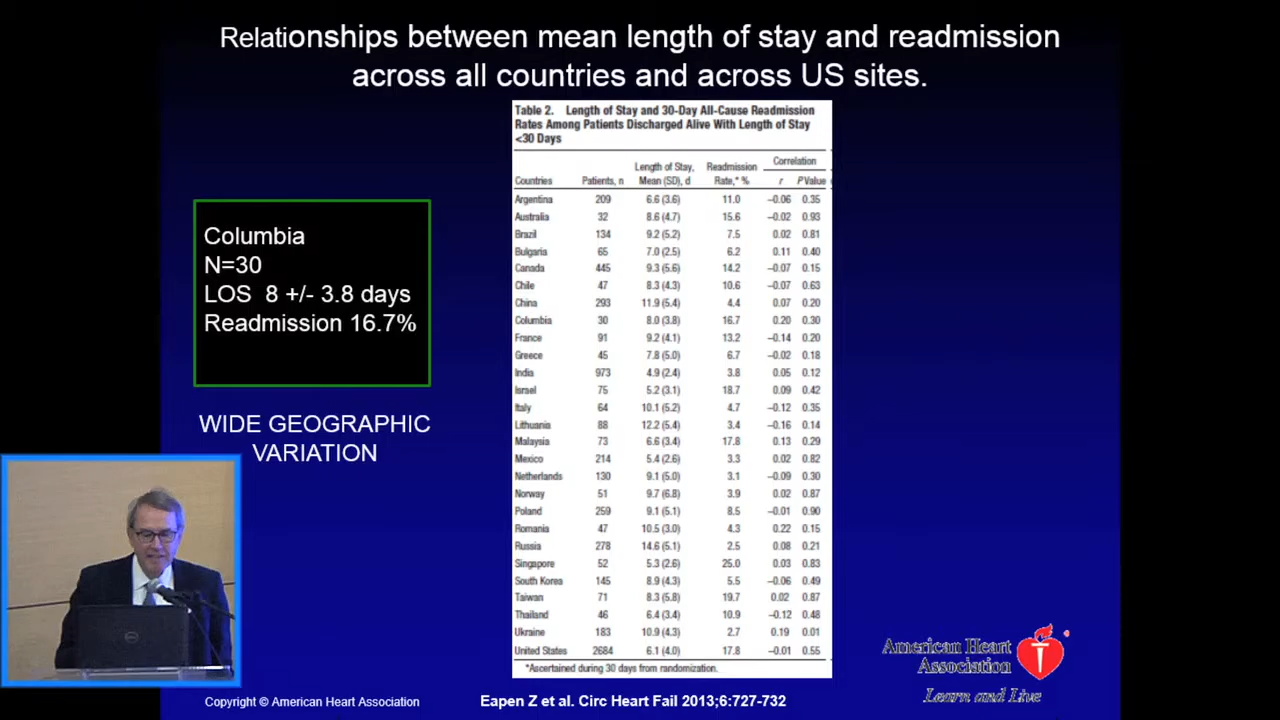 Relationships between mean length of stay and readmission
across all countries and across US sites.
Columbia
N=30
LOS 8 +/- 3.8 days
Readmission 16.7%
WIDE GEOGRAPHIC
VARIATION
Table 2. Length of Stay and 30-Day All-Cause Readmission
Rates Among Patients Discharged Alive With Length of Stay
<30 Days
Length of Stay, Readmission Correlation
Countries Patients, n Mean (SD), d Rate,* % r P Value
Argentina 209 6.6 (3.6) 11.0 −0.06 0.35
Australia 32 8.6 (4.7) 15.6 −0.02 0.93
Brazil 134 9.2 (5.2) 7.5 0.02 0.81
Bulgaria 65 7.0 (2.5) 6.2 0.11 0.40
Canada 445 9.3 (5.6) 14.2 −0.07 0.15
Chile 47 8.3 (4.3) 10.6 −0.07 0.63
China 293 11.9 (5.4) 4.4 0.07 0.20
Columbia 30 8.0 (3.8) 16.7 0.20 0.30
France 91 9.2 (4.1) 13.2 −0.14 0.20
Greece 45 7.8 (5.0) 6.7 −0.02 0.18
India 973 4.9 (2.4) 3.8 0.05 0.12
Israel 75 5.2 (3.1) 18.7 0.09 0.42
Italy 64 10.1 (5.2) 4.7 −0.12 0.35
Lithuania 88 12.2 (5.4) 3.4 −0.16 0.14
Malaysia 73 6.6 (3.4) 17.8 0.13 0.29
Mexico 214 5.4 (2.6) 3.3 0.02 0.82
Netherlands 130 9.1 (5.0) 3.1 −0.09 0.30
Norway 51 9.7 (6.8) 3.9 0.02 0.87
Poland 259 9.1 (5.1) 8.5 −0.01 0.90
Romania 47 10.5 (3.0) 4.3 0.22 0.15
Russia 278 14.6 (5.1) 2.5 0.08 0.21
Singapore 52 5.3 (2.6) 25.0 0.03 0.83
South Korea 145 8.9 (4.3) 5.5 −0.06 0.49
Taiwan 71 8.3 (5.8) 19.7 0.02 0.87
Thailand 46 6.4 (3.4) 10.9 −0.12 0.48
Ukraine 183 10.9 (4.3) 2.7 0.19 0.01
United States 2684 6.1 (4.0) 17.8 −0.01 0.55
*Ascertained during 30 days from randomization.
American Heart
Association
Learn and Live
Copyright © American Heart Association
Eapen Z et al. Circ Heart Fail 2013;6:727-732